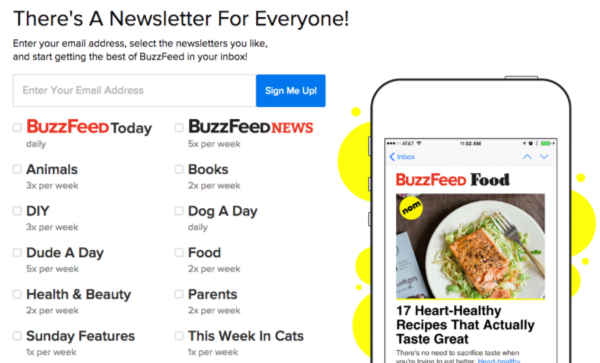 There's A Newsletter For Everyone!
Enter your email address, select the newsletters you like,
and start getting the best of BuzzFeed in your inbox!
Enter Your Email Address
Sign Me Up!
BuzzFeed Today
daily
BuzzFeed NEWS
5x per week
Animals
3x per week
Books
2x per week
DIY
3x per week
Dog A Day
daily
Dude A Day
5x per week
Food
2x per week
Health & Beauty
2x per week
Parents
2x per week
Sunday Features
1x per week
This Week In Cats
1x per week
AT&T
11:02 AM
Inbox
BuzzFeed Food
nom
17 Heart-Healthy
Recipes That Actually
Taste Great
There's no need to sacrifice taste when
you're trying to eat better. Heart-healthy